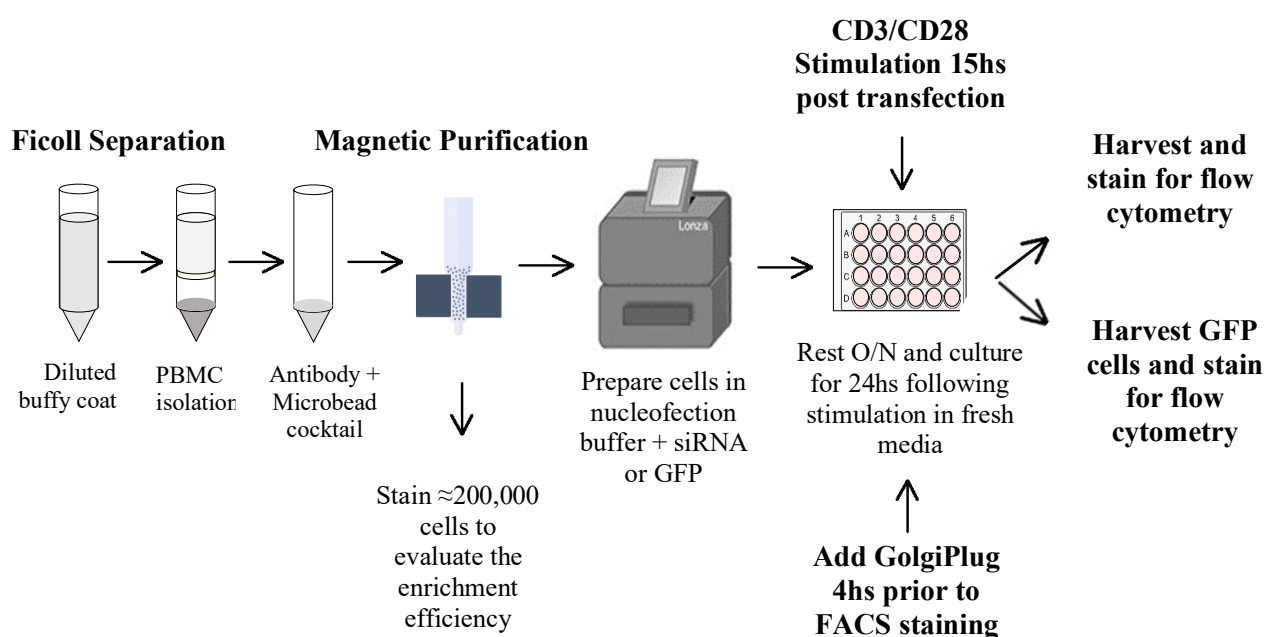 Ficoll Separation
Magnetic Purification
CD3/CD28
Stimulation 15hs
post transfection
Harvest and
stain for flow
cytometry
Harvest GFP
cells and stain
for flow
cytometry
Lonza
1 2 3 4 5 6
A
B
C
D
Diluted
buffy coat
PBMC
isolation
Antibody +
Microbead
cocktail
Stain ≈200,000
cells to
evaluate the
enrichment
efficiency
Prepare cells in
nucleofection
buffer + siRNA
or GFP
Rest O/N and culture
for 24hs following
stimulation in fresh
media
Add GolgiPlug
4hs prior to
FACS staining